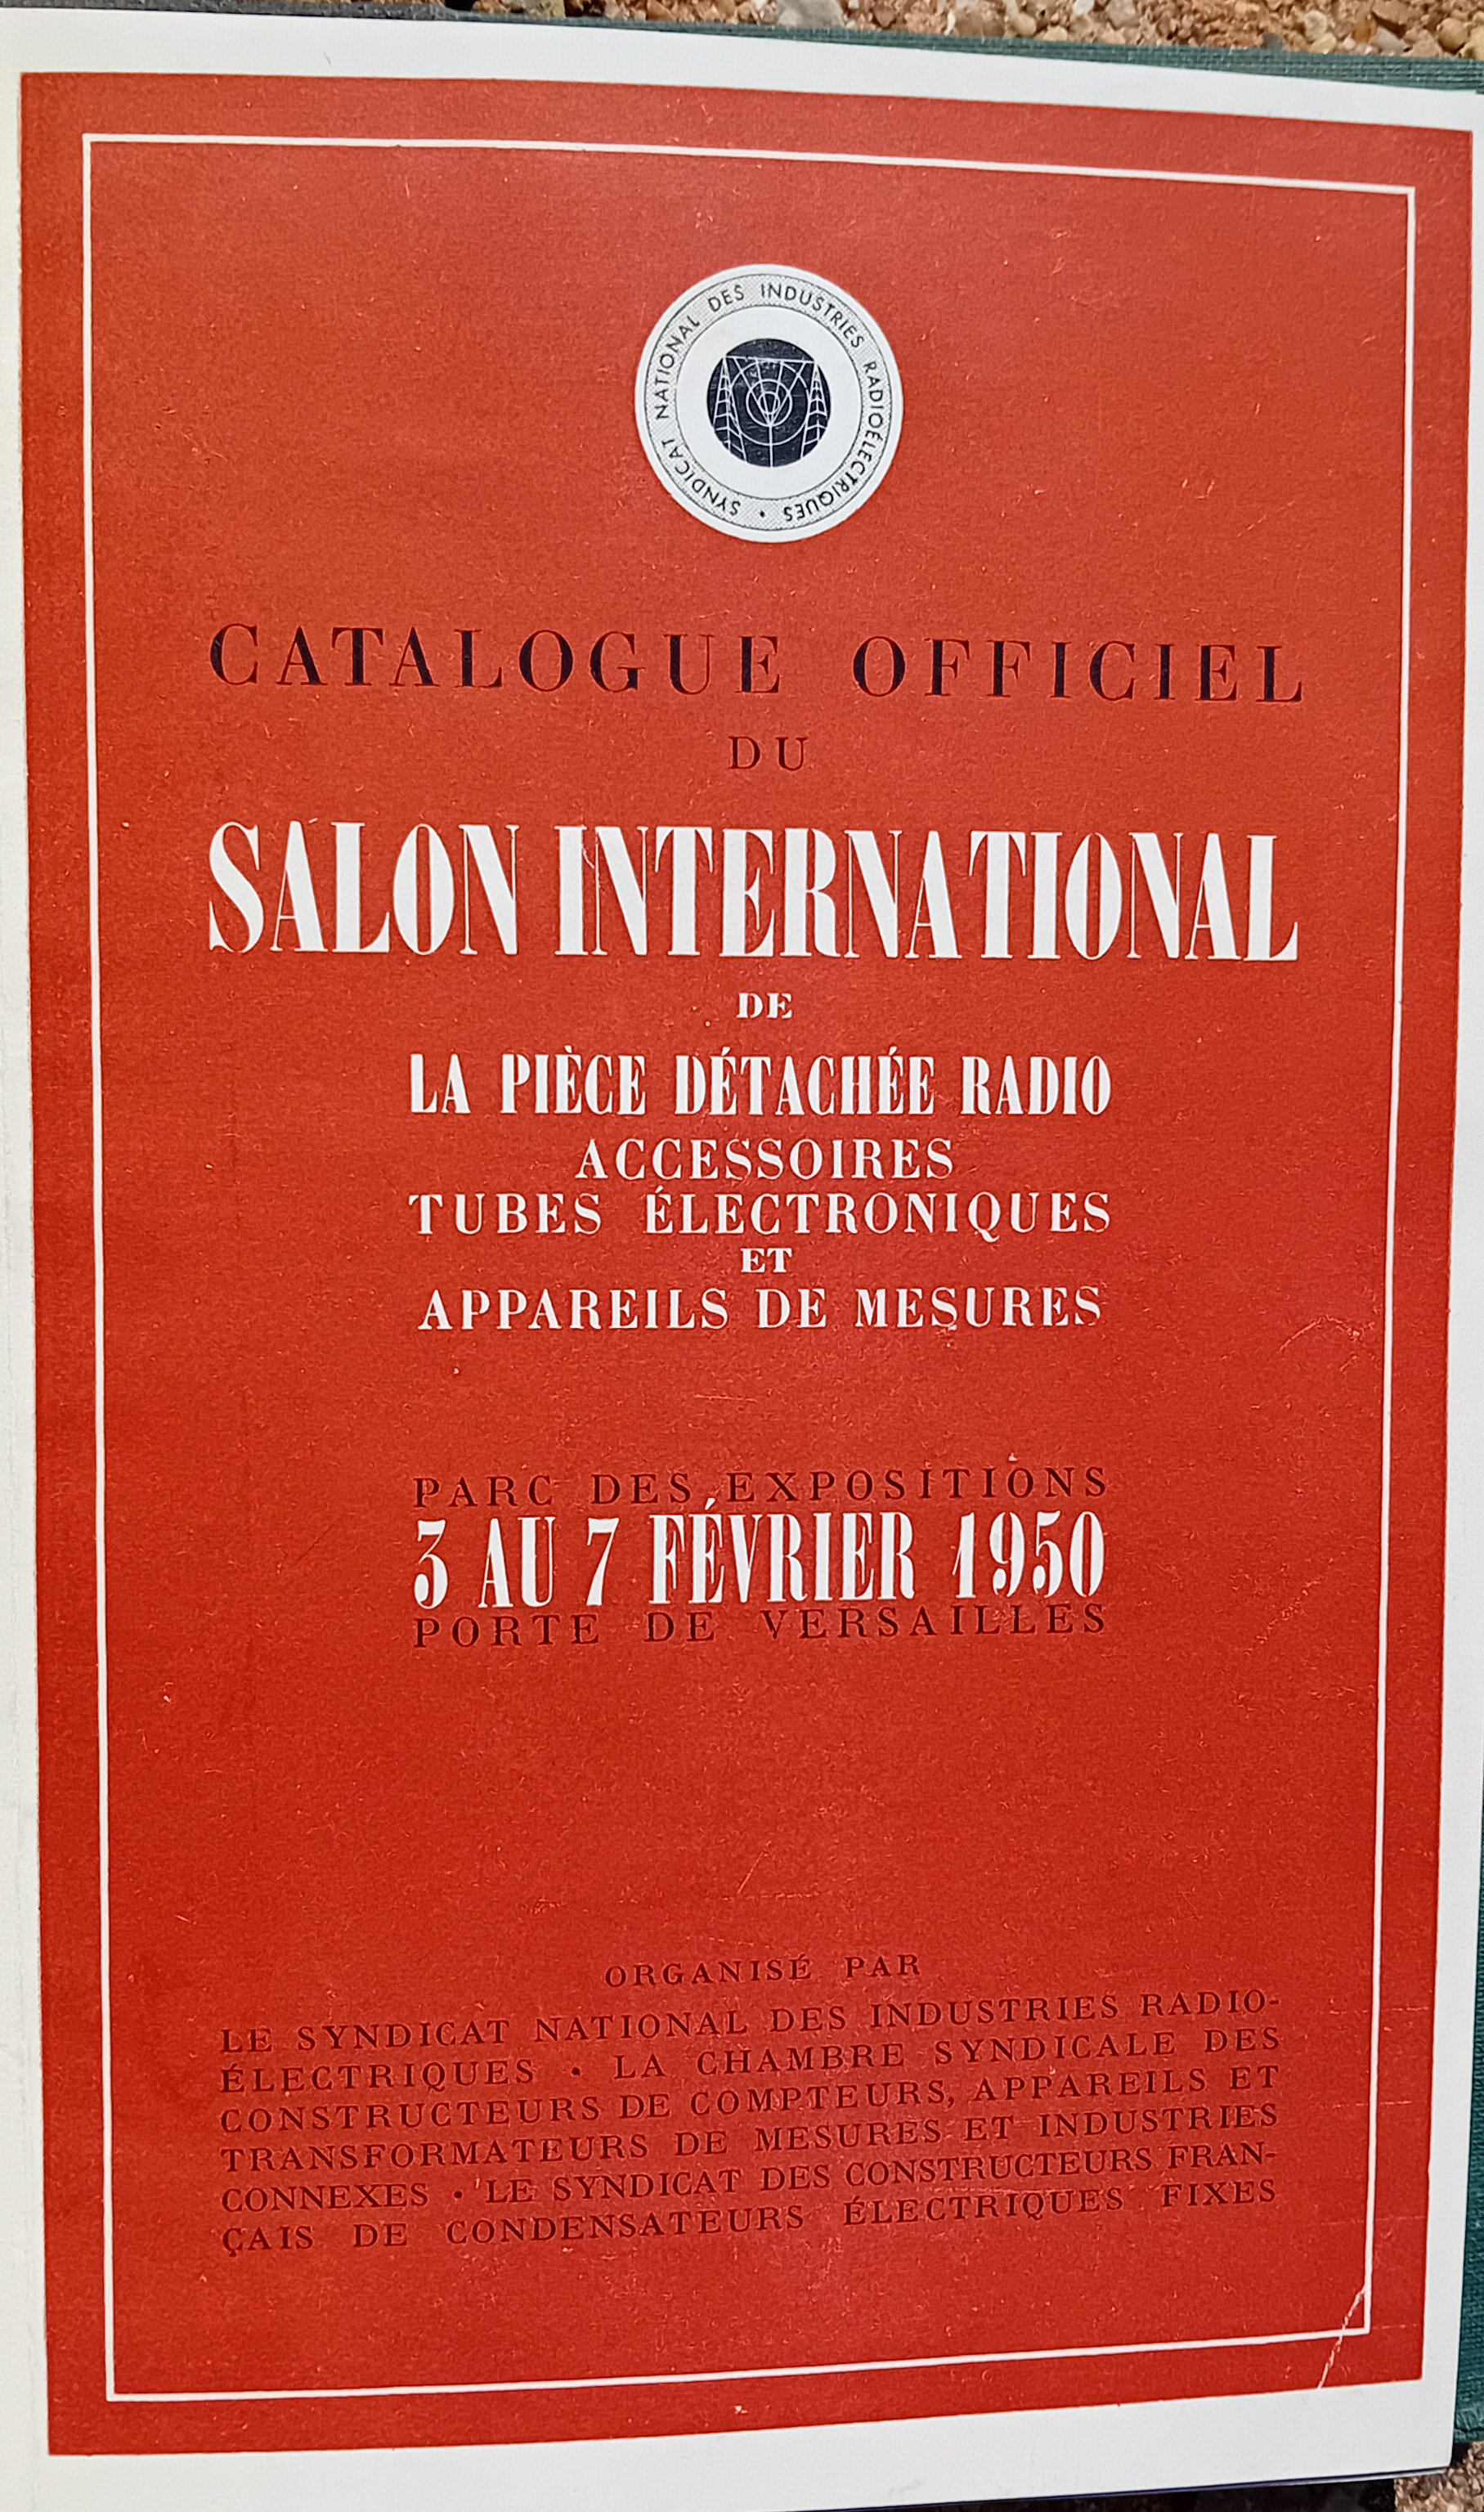 SYNDICAT NATIONAL DES INDUSTRIES RADIOÉLECTRIQUES •
CATALOGUE OFFICIEL
DU
SALON INTERNATIONAL
DE
LA PIÈCE DÉTACHÉE RADIO
ACCESSOIRES
TUBES ÉLECTRONIQUES
ET
APPAREILS DE MESURES
PARC DES EXPOSITIONS
3 AU 7 FÉVRIER 1950
PORTE DE VERSAILLES
ORGANISÉ PAR
LE SYNDICAT NATIONAL DES INDUSTRIES RADIO-
ÉLECTRIQUES • LA CHAMBRE SYNDICALE DES
CONSTRUCTEURS DE COMPTEURS, APPAREILS ET
TRANSFORMATEURS DE MESURES ET INDUSTRIES
CONNEXES • LE SYNDICAT DES CONSTRUCTEURS FRAN-
ÇAIS DE CONDENSATEURS ÉLECTRIQUES FIXES